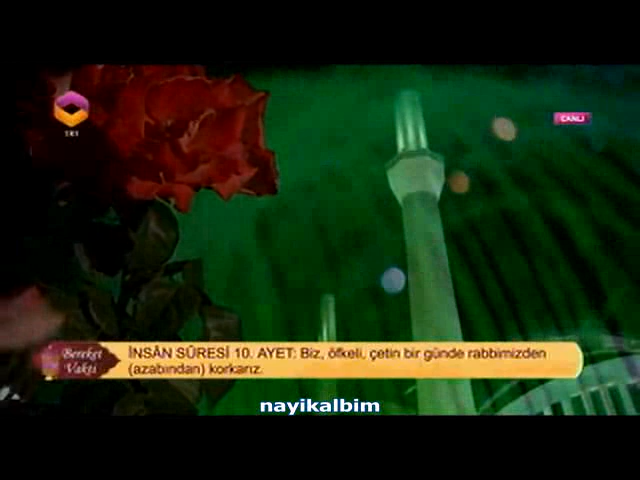 TRT
CANLI
Bereket
Vakti
İNSÂN SÛRESİ 10. AYET: Biz, öfkeli, çetin bir günde rabbimizden
(azabından) korkarız.
nayikalbim